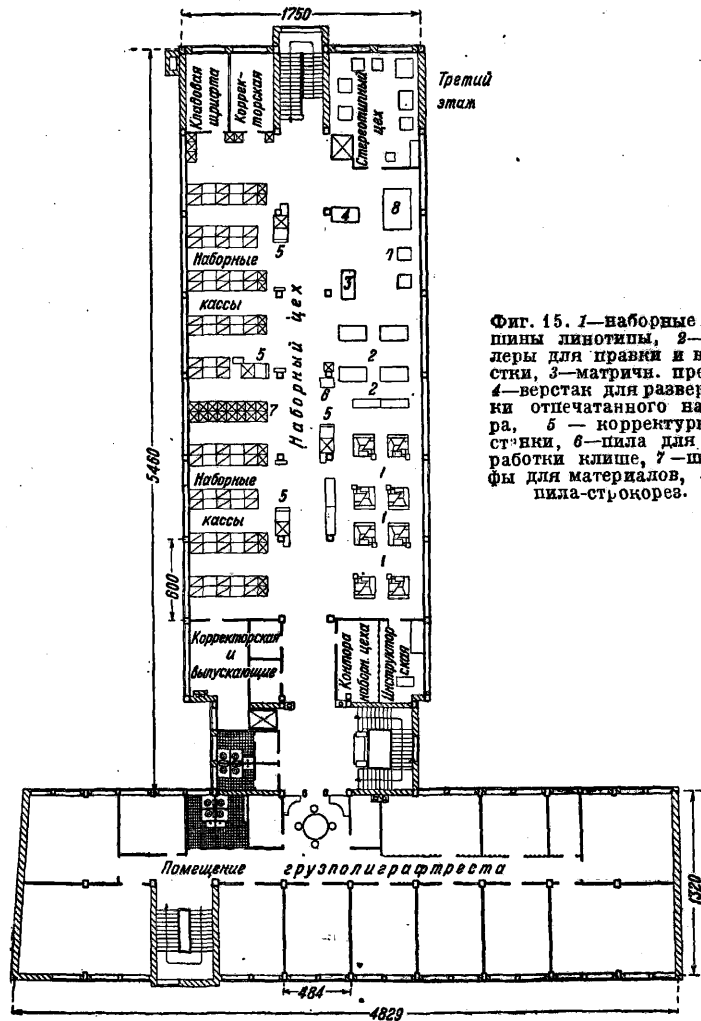 1750
Третий
этаж
Кладовая
шрифта
Коррек-
торская
Стереотипный
цех
4
8
5
1
Наборные
3
кассы
Наборный цех
2
5
6
2
7
5
5460
Наборные
1
кассы
5
1
600
1
Корректорская
и
выпускающие
Контора
наборн. цеха
Инструктор
ская
Фиг. 15. 1—наборные
шины линотипы, 2—
леры для правки и в
стки, 3—матричн. пре
4—верстак для развер
ки отпечатанного на
ра, 5 — корректурн
станки, 6—пила для
работки клише, 7—ш
фы для материалов,
пила-строкорез.
Помещение грузполиграфтреста
1320
484
4829